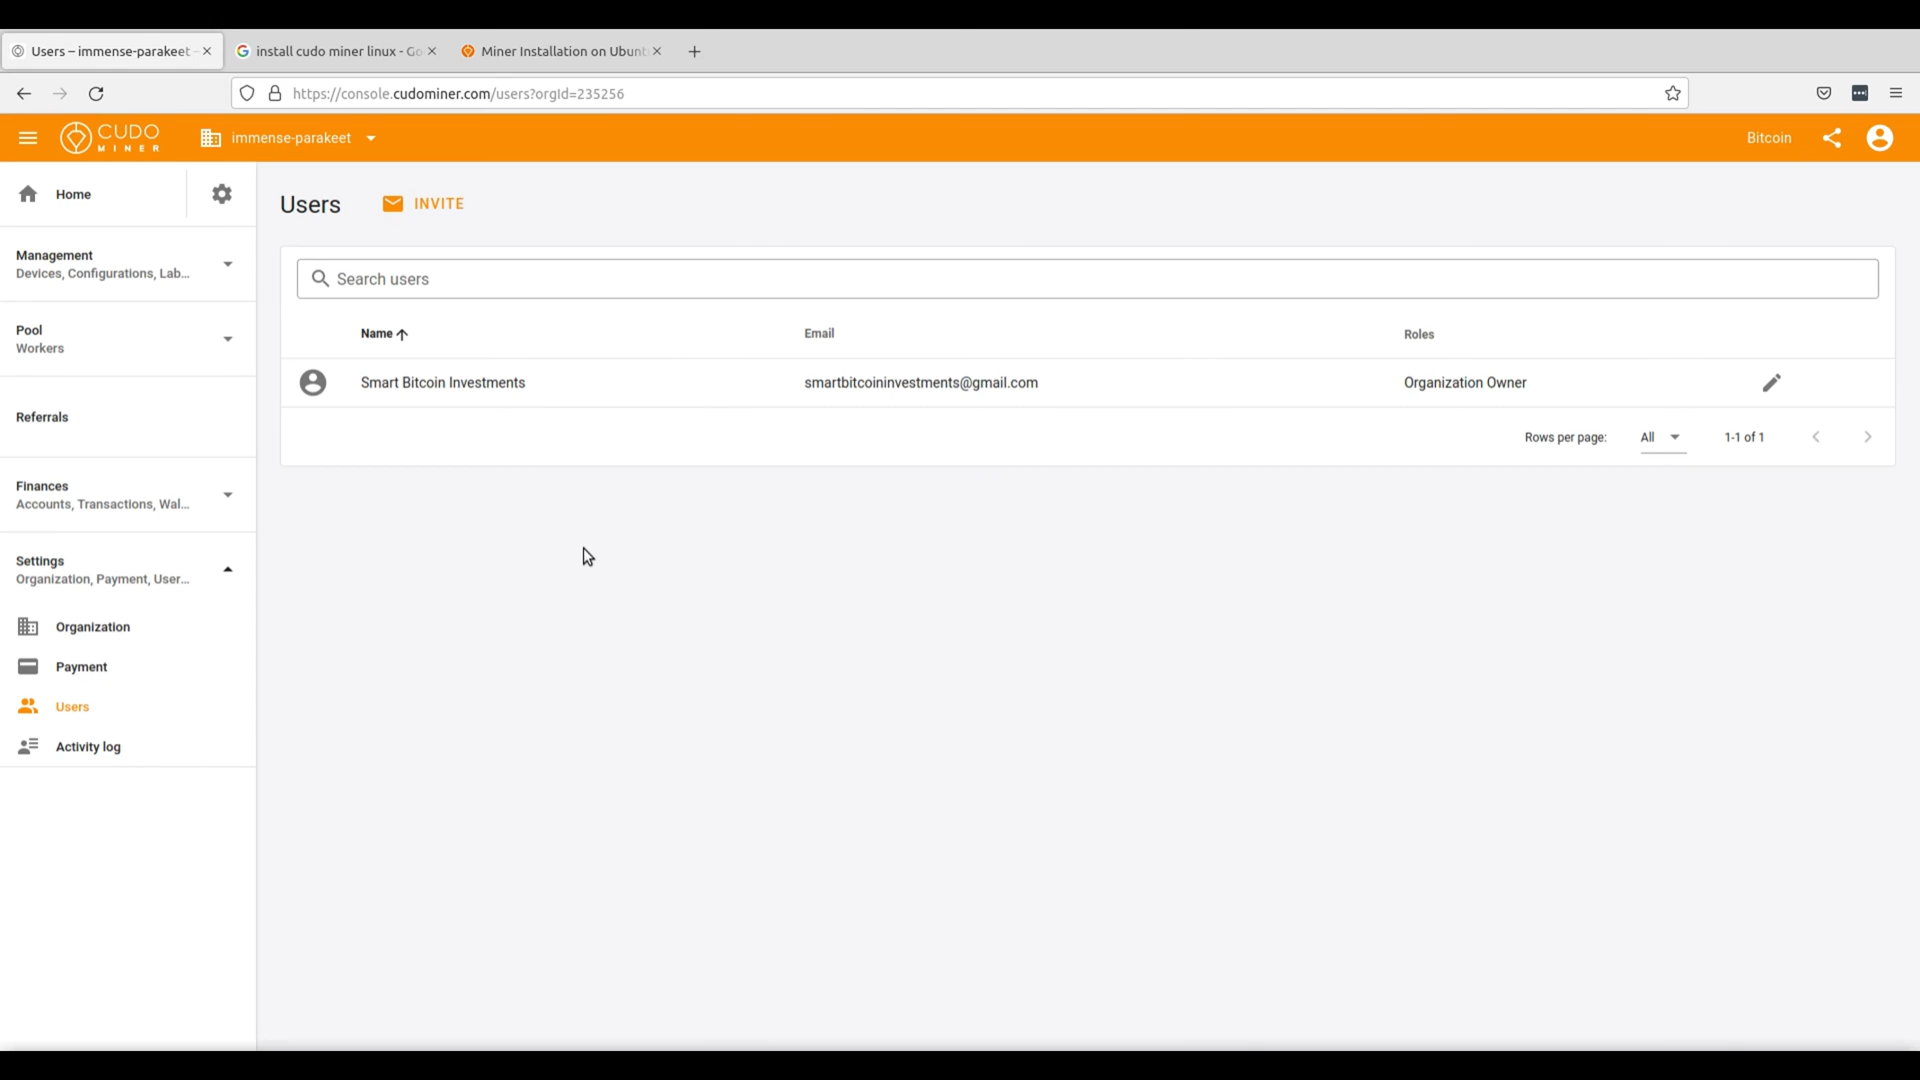 Users – immense-parakeet -
install cudo miner linux - Go
Miner Installation on Ubunt
https://console.cudominer.com/users?orgId=235256
CUDO
MINER
immense-parakeet
Bitcoin
Home
Management
Devices, Configurations, Lab...
Pool
Workers
Referrals
Finances
Accounts, Transactions, Wal...
Settings
Organization, Payment, User...
Organization
Payment
Users
Activity log
Users
INVITE
Search users
Name
Email
Roles
Smart Bitcoin Investments
smartbitcoininvestments@gmail.com
Organization Owner
Rows per page:
All
1-1 of 1